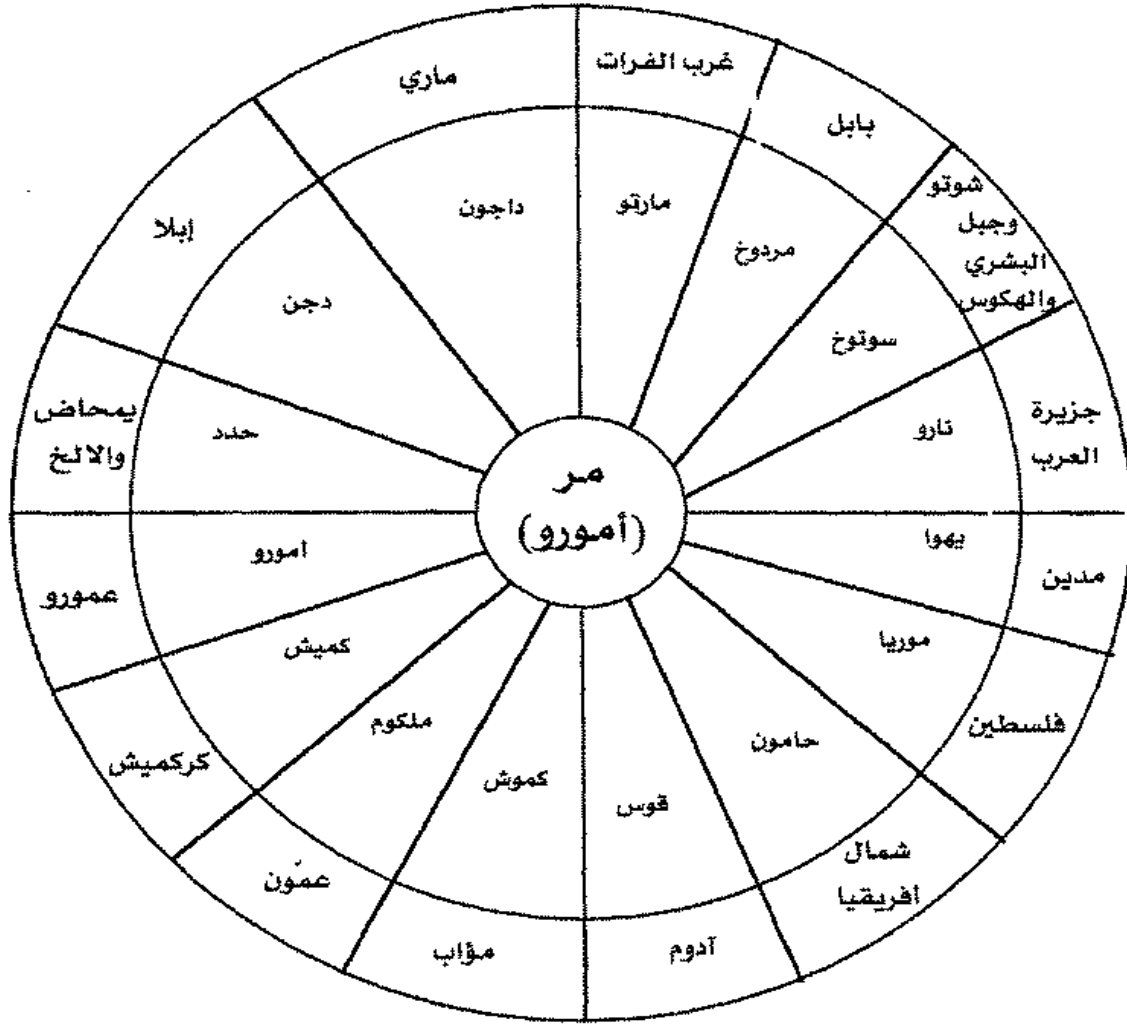 غرب الفرات
ماري
بابل
شوتو
وجبل
البشري
والهكوس
إبلا
داجون
مارتو
مردوخ
دجن
سوتوخ
جزيرة
العرب
تارو
يمحاض
والالخ
حدد
مر
(أمورو)
يهوا
امورو
مدين
عمورو
موريا
كميش
فلسطين
ملكوم
حامون
كركميش
كموش
قوس
شمال
افريقيا
عمّون
آدوم
مؤاب